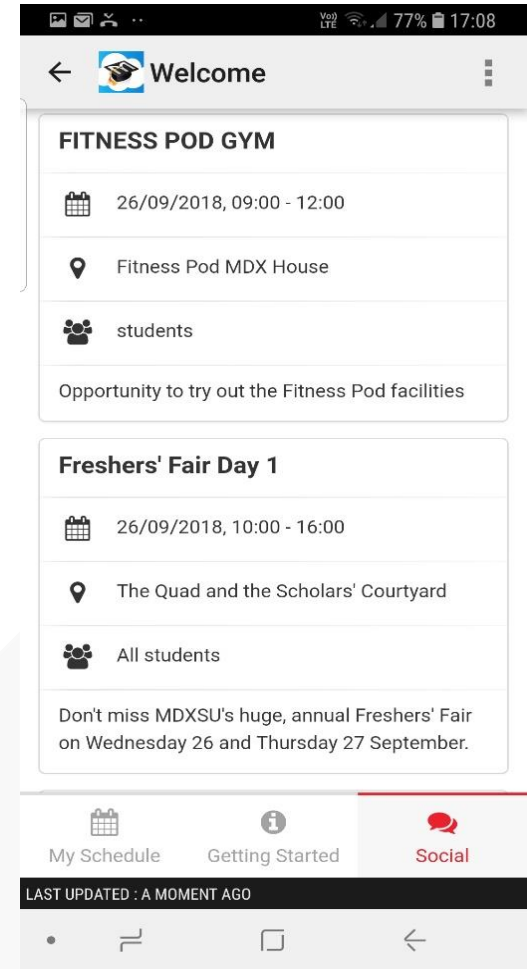 VoD LTE 77% 17:08
Welcome
FITNESS POD GYM
26/09/2018, 09:00 - 12:00
Fitness Pod MDX House
students
Opportunity to try out the Fitness Pod facilities
Freshers' Fair Day 1
26/09/2018, 10:00 - 16:00
The Quad and the Scholars' Courtyard
All students
Don't miss MDXSU's huge, annual Freshers' Fair
on Wednesday 26 and Thursday 27 September.
My Schedule Getting Started Social
LAST UPDATED : A MOMENT AGO